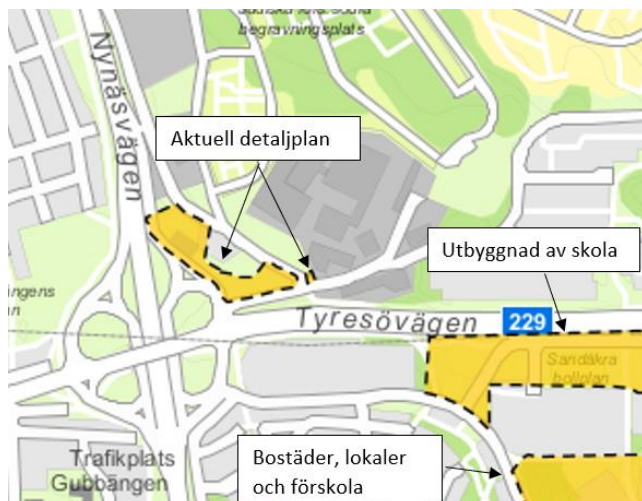 begravningsplats
Nynäsvägen
Aktuell detaljplan
Utbyggnad av skola
Tyresövägen
229
Sandåkra
bollplan
Trafikplats
Gubbängen
Bostäder, lokaler
och förskola